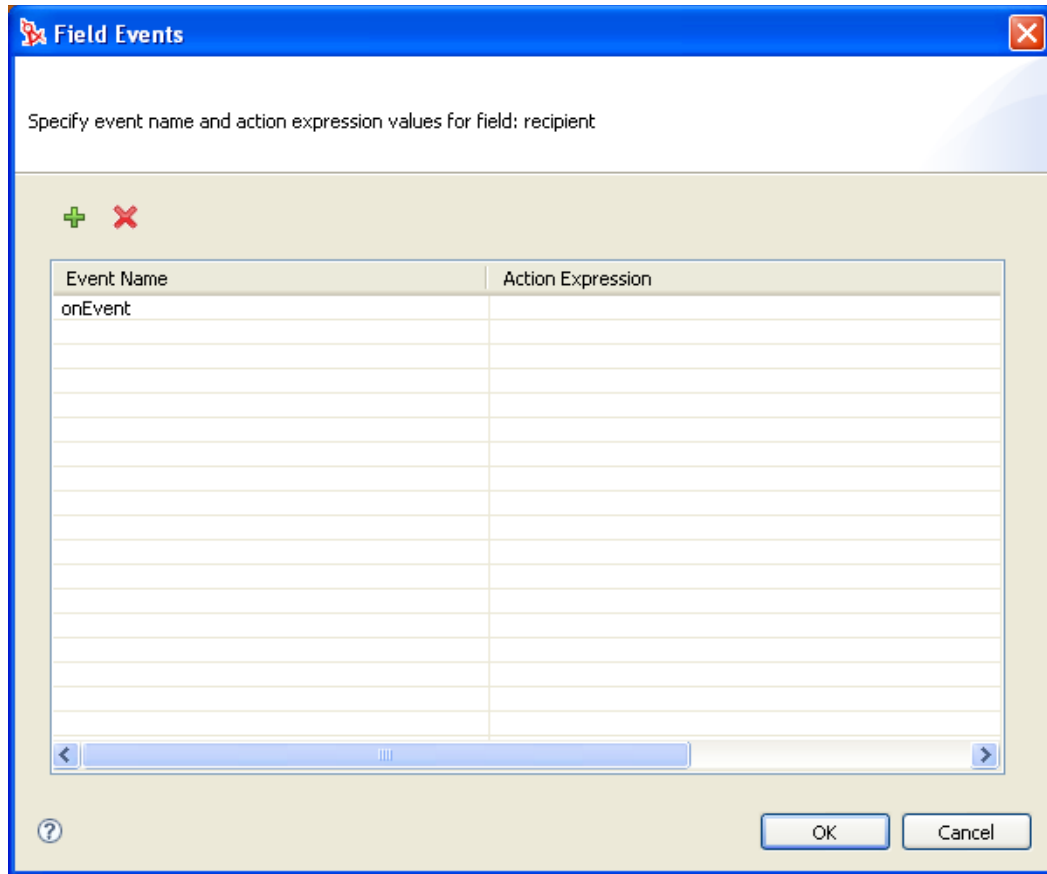 Field Events
Specify event name and action expression values for field: recipient
Event Name Action Expression
onEvent
OK Cancel